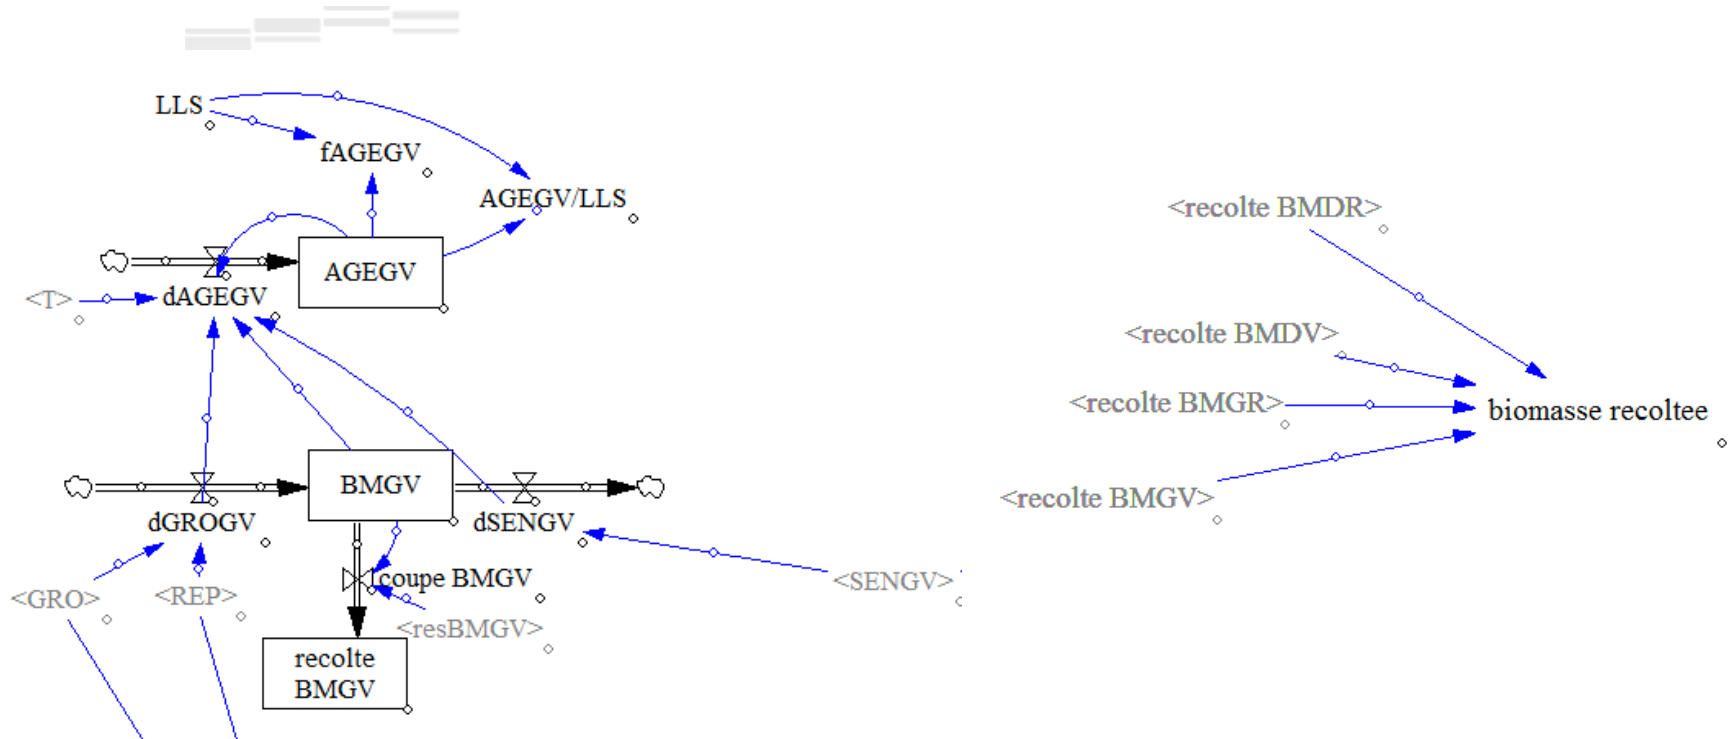 LLS
fAGEGV
AGEGV/LLS
<recolte BMDR>
AGEGV
<T>
dAGEGV
<recolte BMDV>
<recolte BMGR>
biomasse recoltee
BMGV
<recolte BMGV>
dGROGV
dSENGV
coupe BMGV
<SENGV>
<GRO>
<REP>
<resBMGV>
recolte
BMGV